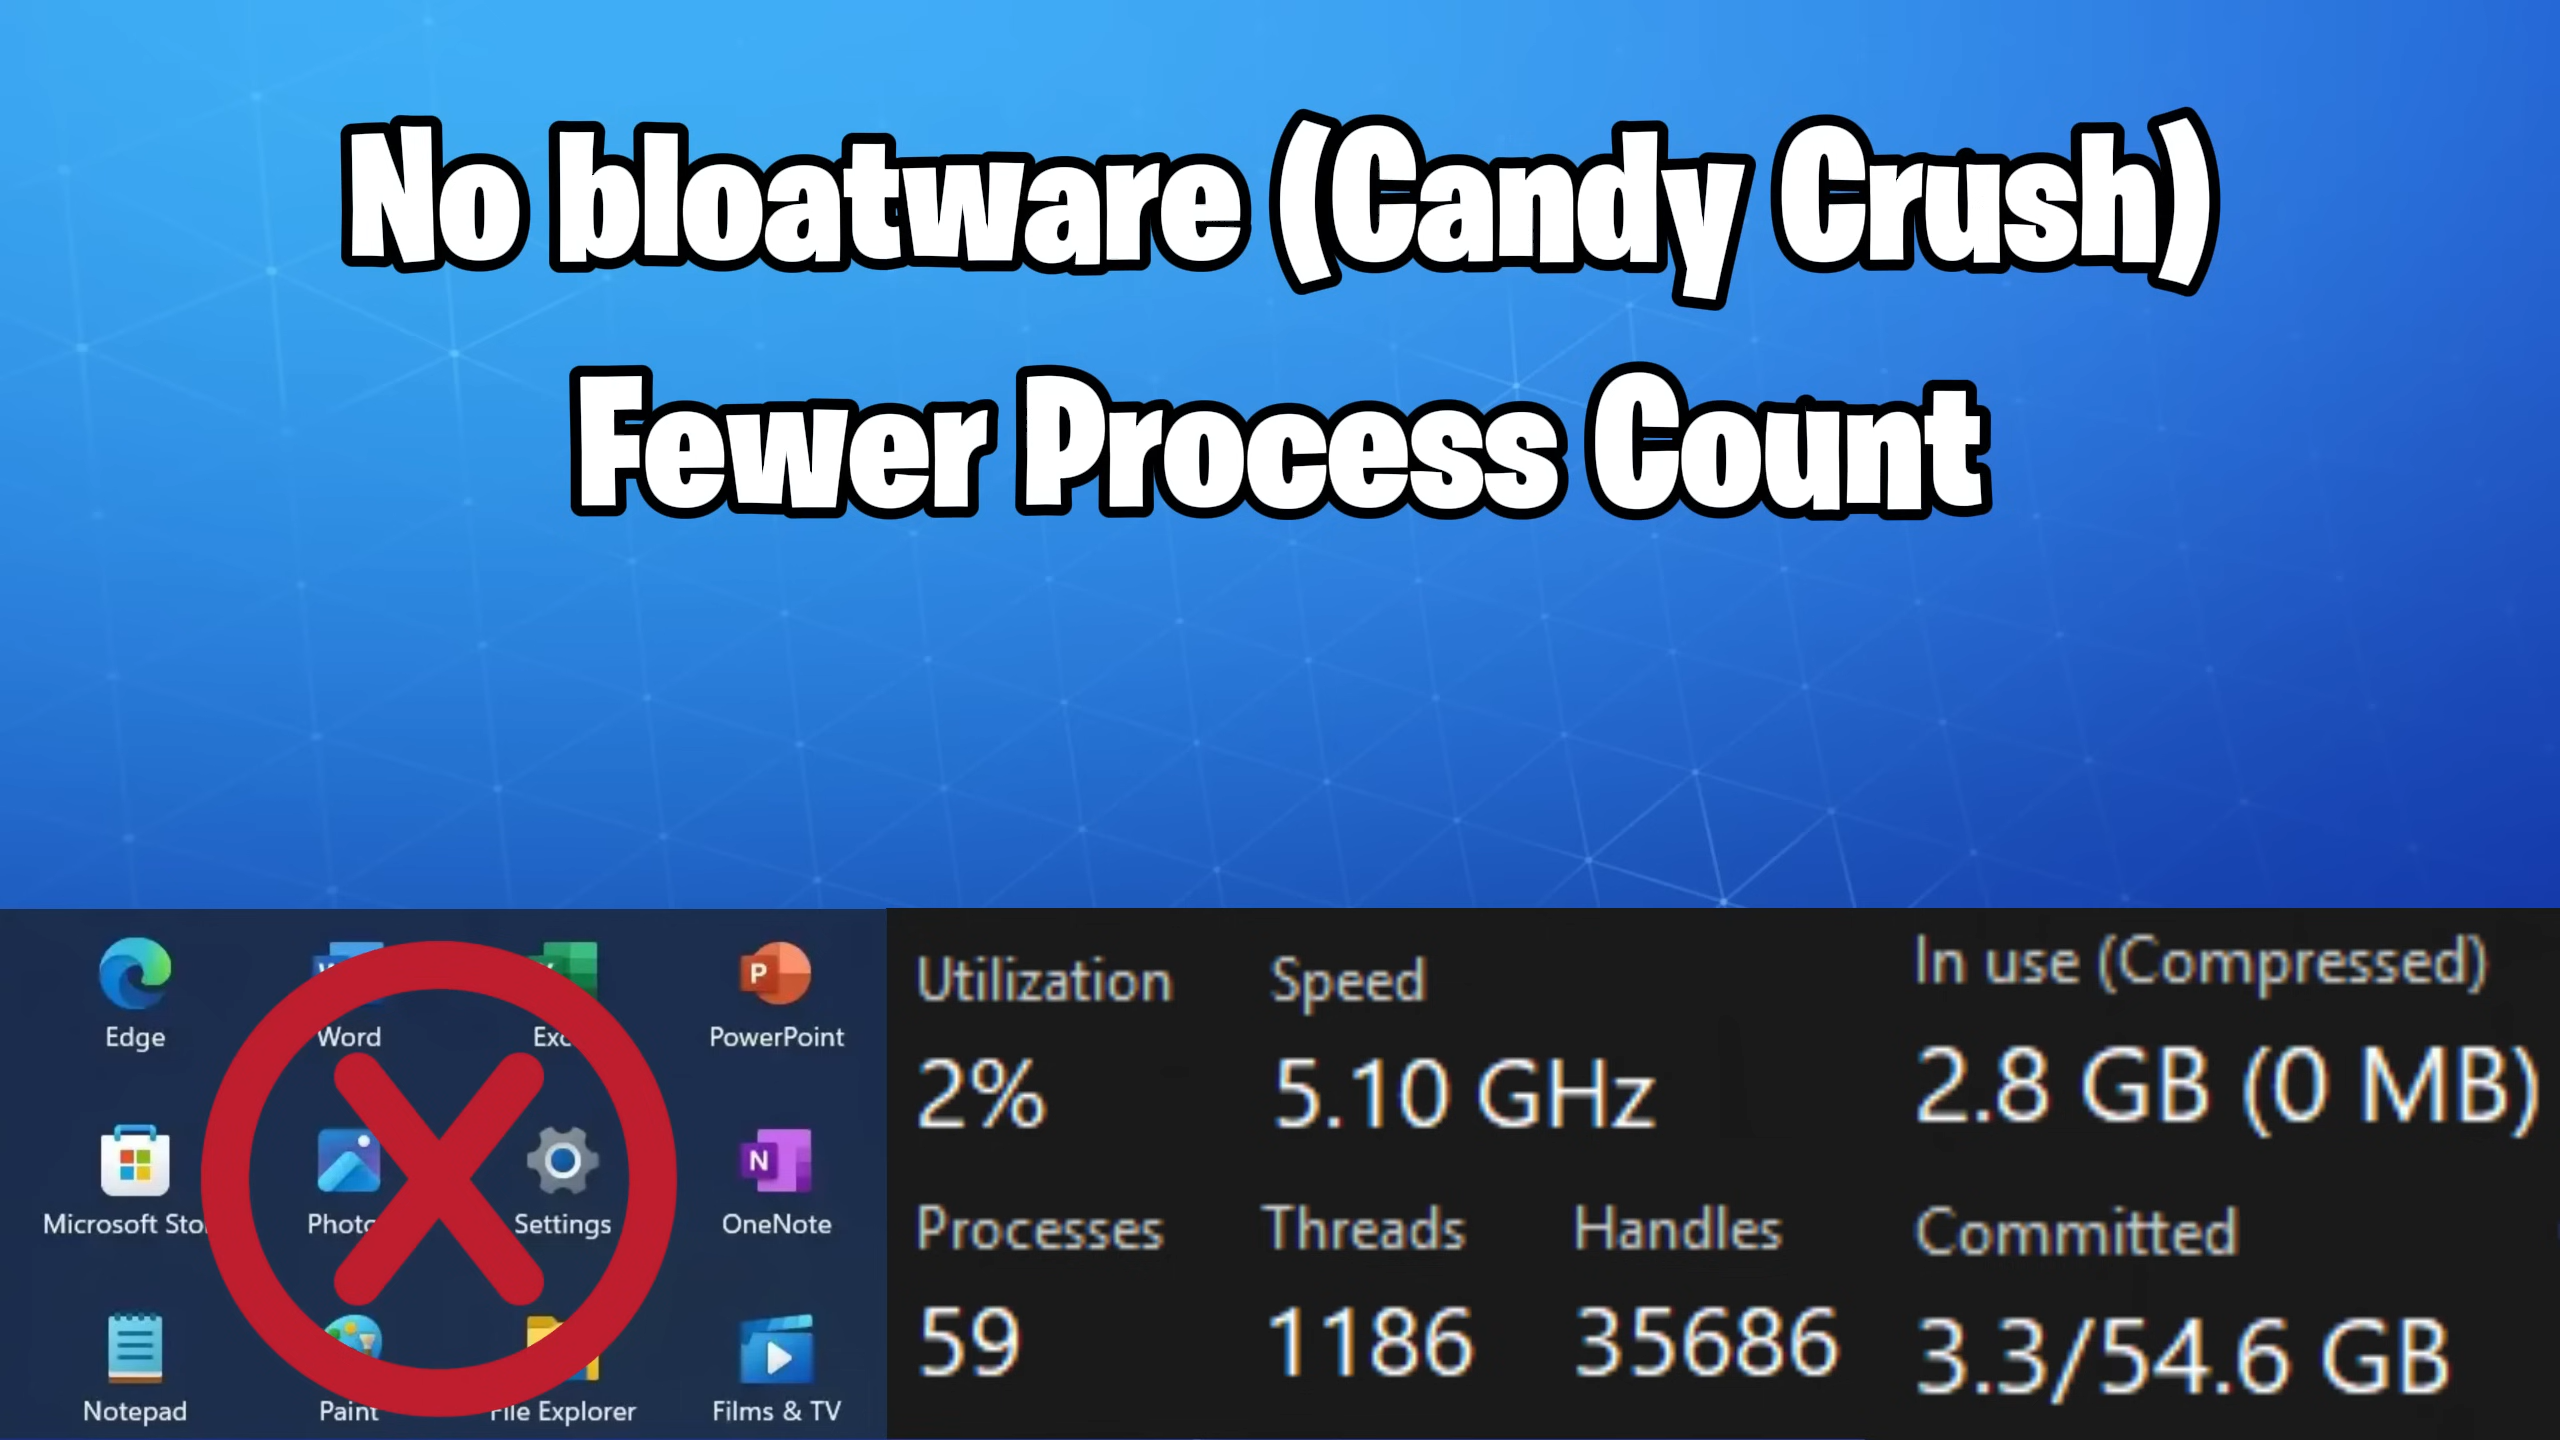 No bloatware (Candy Crush)
Fewer Process Count
Edge
Word
Exc
PowerPoint
Microsoft Sto
Photo
Settings
OneNote
Notepad
Paint
File Explorer
Films & TV
Utilization
Speed
2%
5.10 GHz
Processes
Threads
Handles
59
1186
35686
In use (Compressed)
2.8 GB (0 MB)
Committed
3.3/54.6 GB
P
N